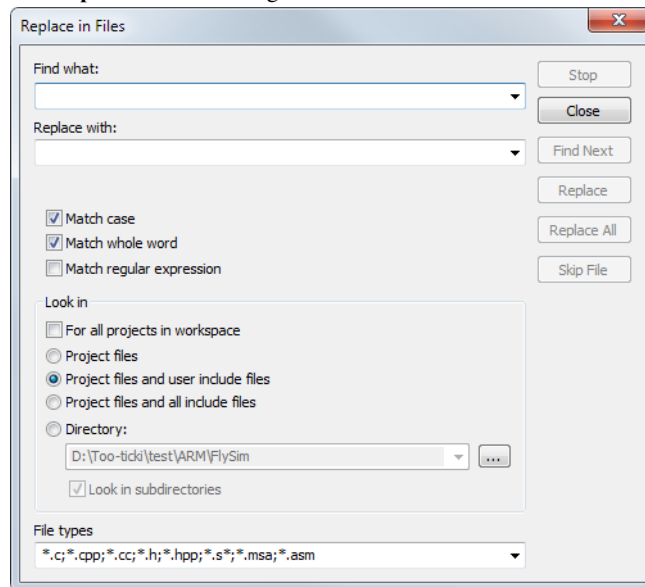 Replace in Files
Find what:
Stop
Close
Replace with:
Find Next
Replace
Match case
Replace All
Match whole word
Match regular expression
Skip File
Look in
For all projects in workspace
Project files
Project files and user include files
Project files and all include files
Directory:
D:\Too-ticki\test\ARM\FlySim
...
Look in subdirectories
File types
*.c;*.cpp;*.cc;*.h;*.hpp;*.s*;*.msa;*.asm